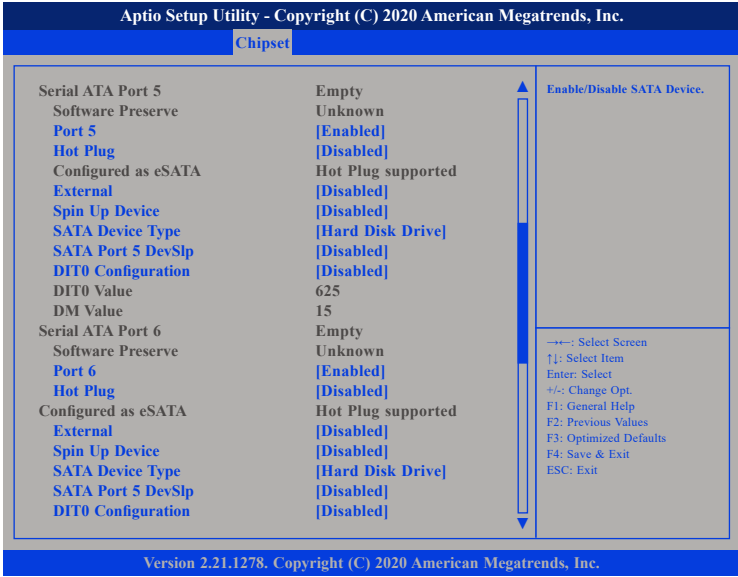 Aptio Setup Utility - Copyright (C) 2020 American Megatrends, Inc.
Chipset
Serial ATA Port 5 Empty
Software Preserve Unknown
Port 5 [Enabled]
Hot Plug [Disabled]
Configured as eSATA Hot Plug supported
External [Disabled]
Spin Up Device [Disabled]
SATA Device Type [Hard Disk Drive]
SATA Port 5 DevSlp [Disabled]
DIT0 Configuration [Disabled]
DIT0 Value 625
DM Value 15
Serial ATA Port 6 Empty
Software Preserve Unknown
Port 6 [Enabled]
Hot Plug [Disabled]
Configured as eSATA Hot Plug supported
External [Disabled]
Spin Up Device [Disabled]
SATA Device Type [Hard Disk Drive]
SATA Port 5 DevSlp [Disabled]
DIT0 Configuration [Disabled]
Enable/Disable SATA Device.
→←: Select Screen
↑↓: Select Item
Enter: Select
+/-: Change Opt.
F1: General Help
F2: Previous Values
F3: Optimized Defaults
F4: Save & Exit
ESC: Exit
Version 2.21.1278. Copyright (C) 2020 American Megatrends, Inc.